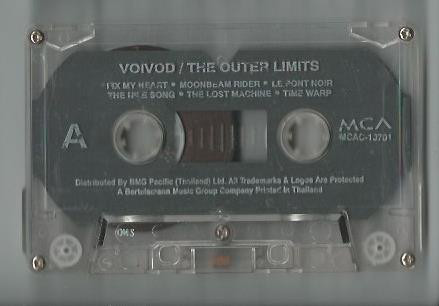 VOIVOD / THE OUTER LIMITS
FIX MY HEART • MOONBEAM RIDER • LE PONT NOIR
THE NILE SONG • THE LOST MACHINE • TIME WARP
A
MCA
MCAC-10701
Distributed By BMG Pacific (Thailand) Ltd. All Trademarks & Logos Are Protected
A Bertelsmann Music Group Company Printed In Thailand